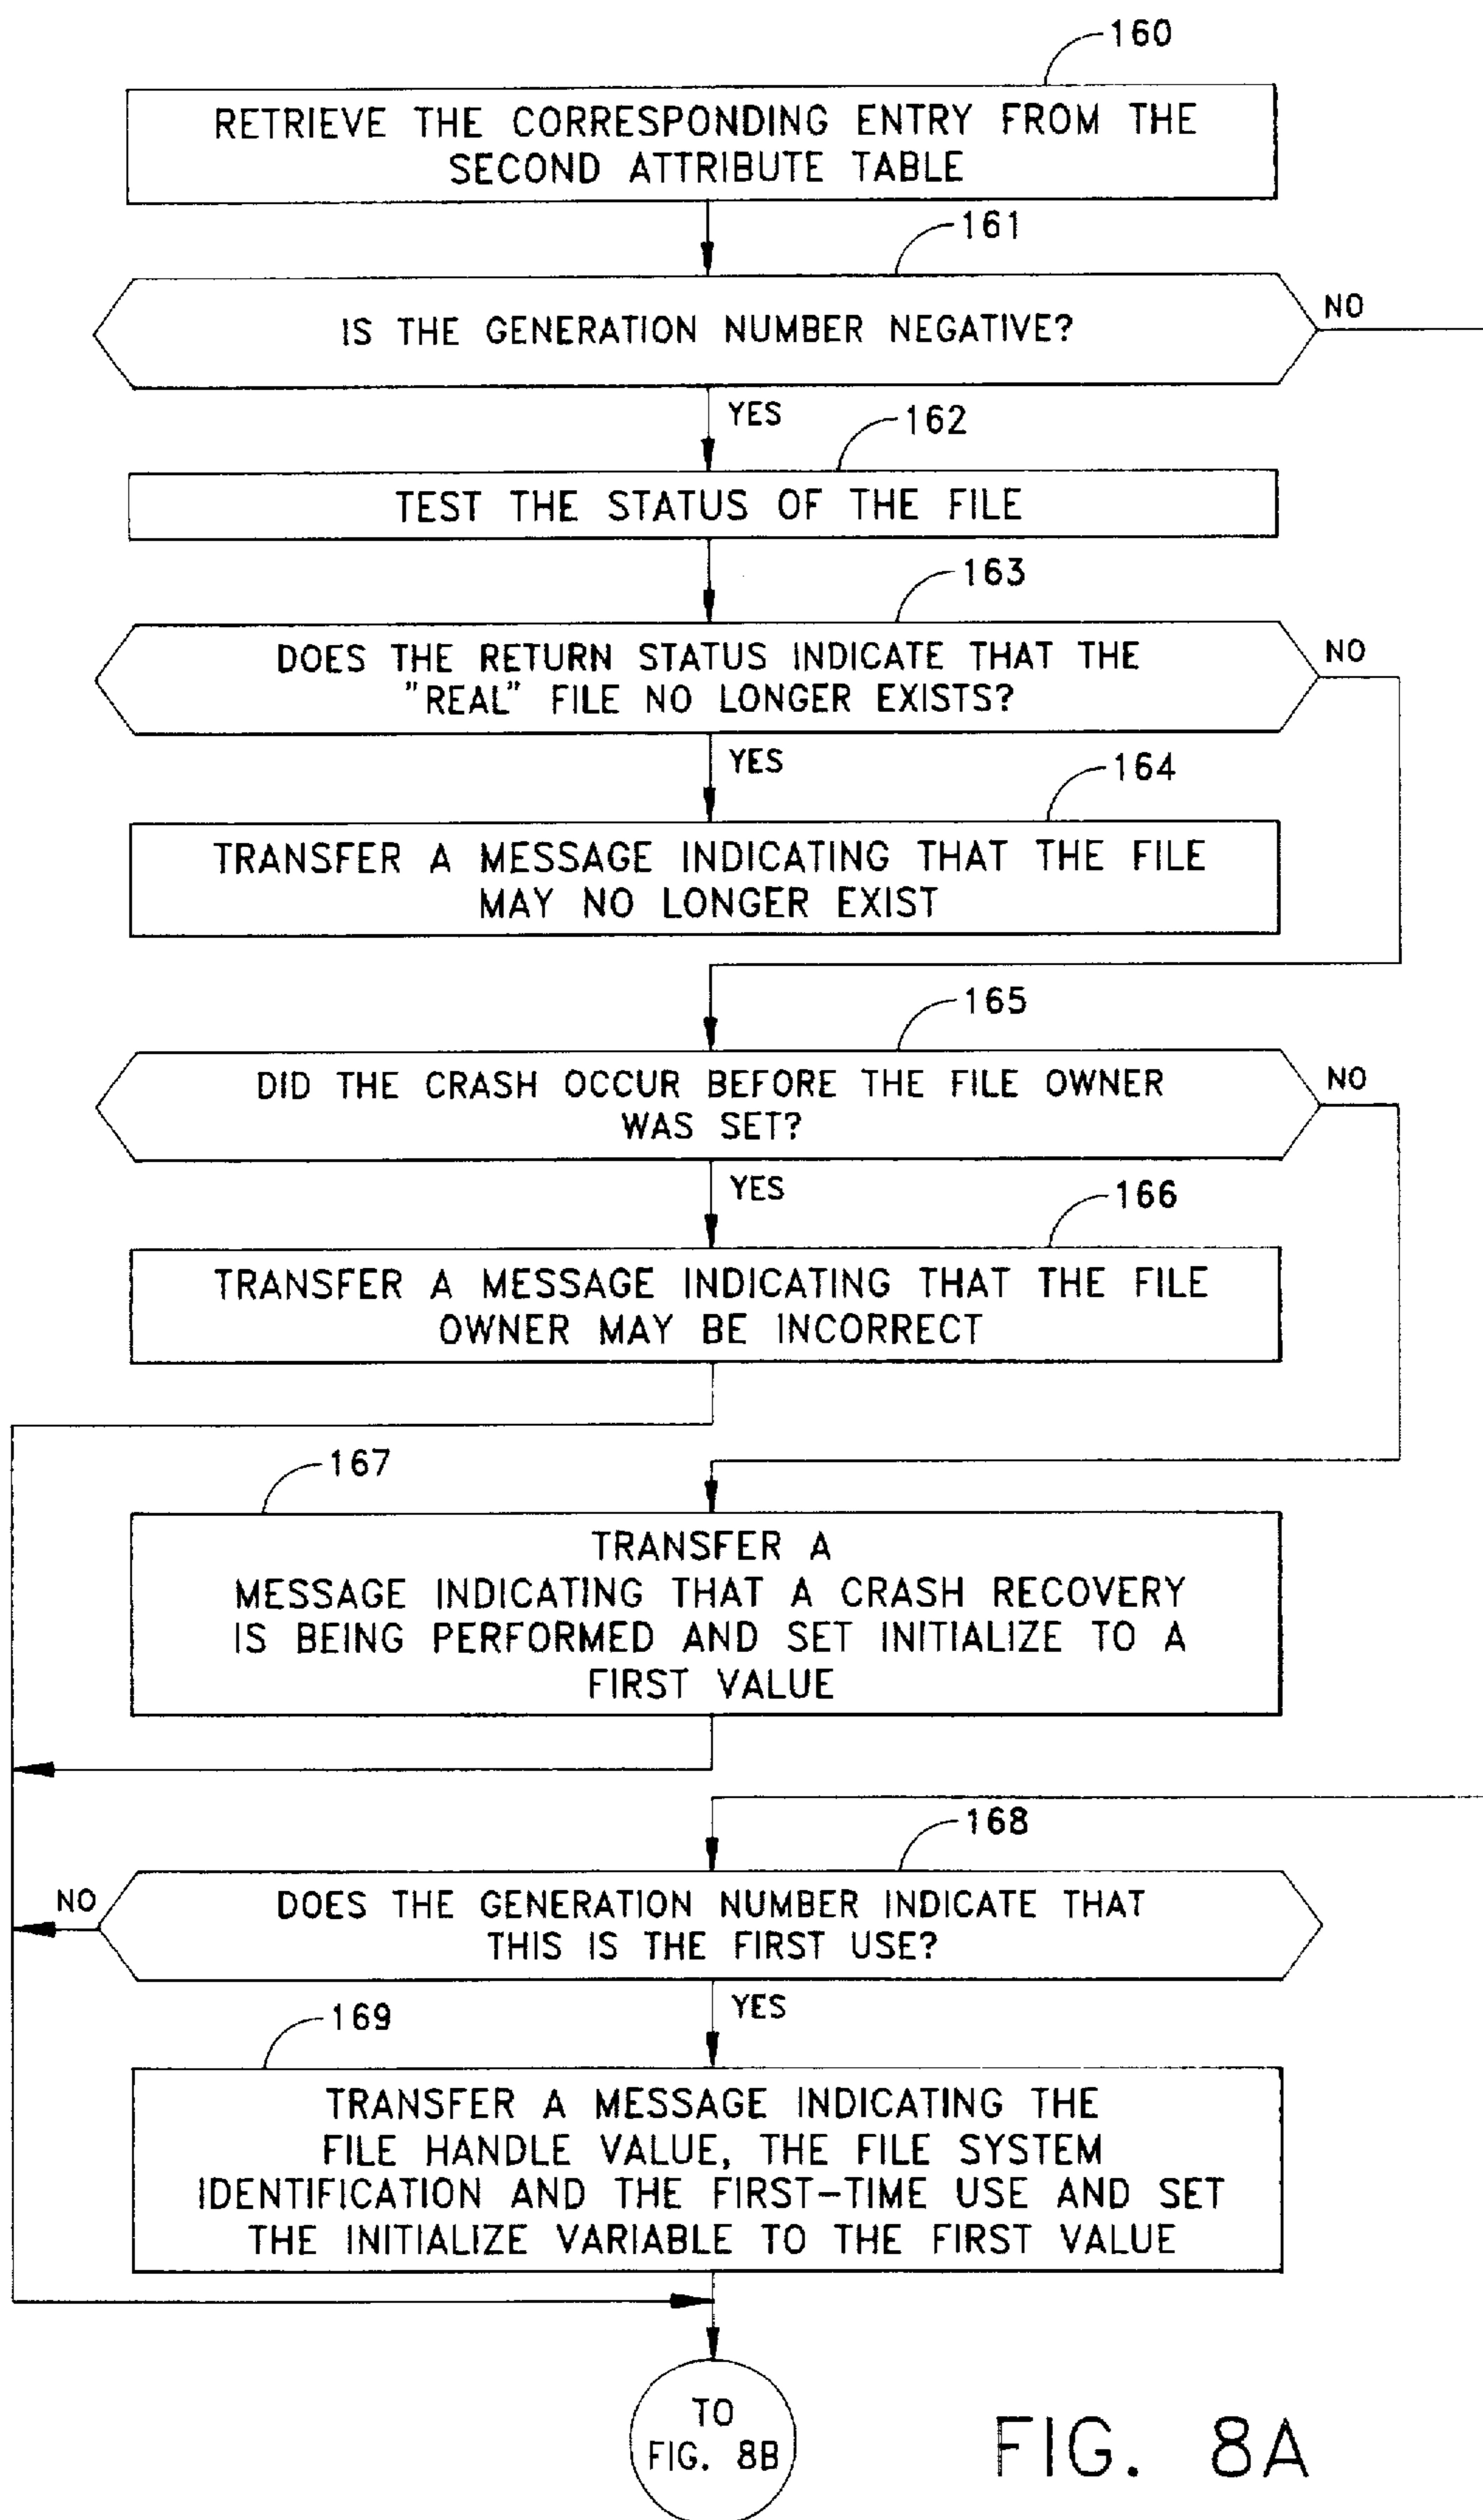 160
RETRIEVE THE CORRESPONDING ENTRY FROM THE
SECOND ATTRIBUTE TABLE
161
IS THE GENERATION NUMBER NEGATIVE?
NO
YES
162
TEST THE STATUS OF THE FILE
163
DOES THE RETURN STATUS INDICATE THAT THE
"REAL" FILE NO LONGER EXISTS?
NO
YES
164
TRANSFER A MESSAGE INDICATING THAT THE FILE
MAY NO LONGER EXIST
165
DID THE CRASH OCCUR BEFORE THE FILE OWNER
WAS SET?
NO
YES
166
TRANSFER A MESSAGE INDICATING THAT THE FILE
OWNER MAY BE INCORRECT
167
TRANSFER A
MESSAGE INDICATING THAT A CRASH RECOVERY
IS BEING PERFORMED AND SET INITIALIZE TO A
FIRST VALUE
168
NO
DOES THE GENERATION NUMBER INDICATE THAT
THIS IS THE FIRST USE?
YES
169
TRANSFER A MESSAGE INDICATING THE
FILE HANDLE VALUE, THE FILE SYSTEM
IDENTIFICATION AND THE FIRST-TIME USE AND SET
THE INITIALIZE VARIABLE TO THE FIRST VALUE
TO
FIG. 8B
FIG. 8A